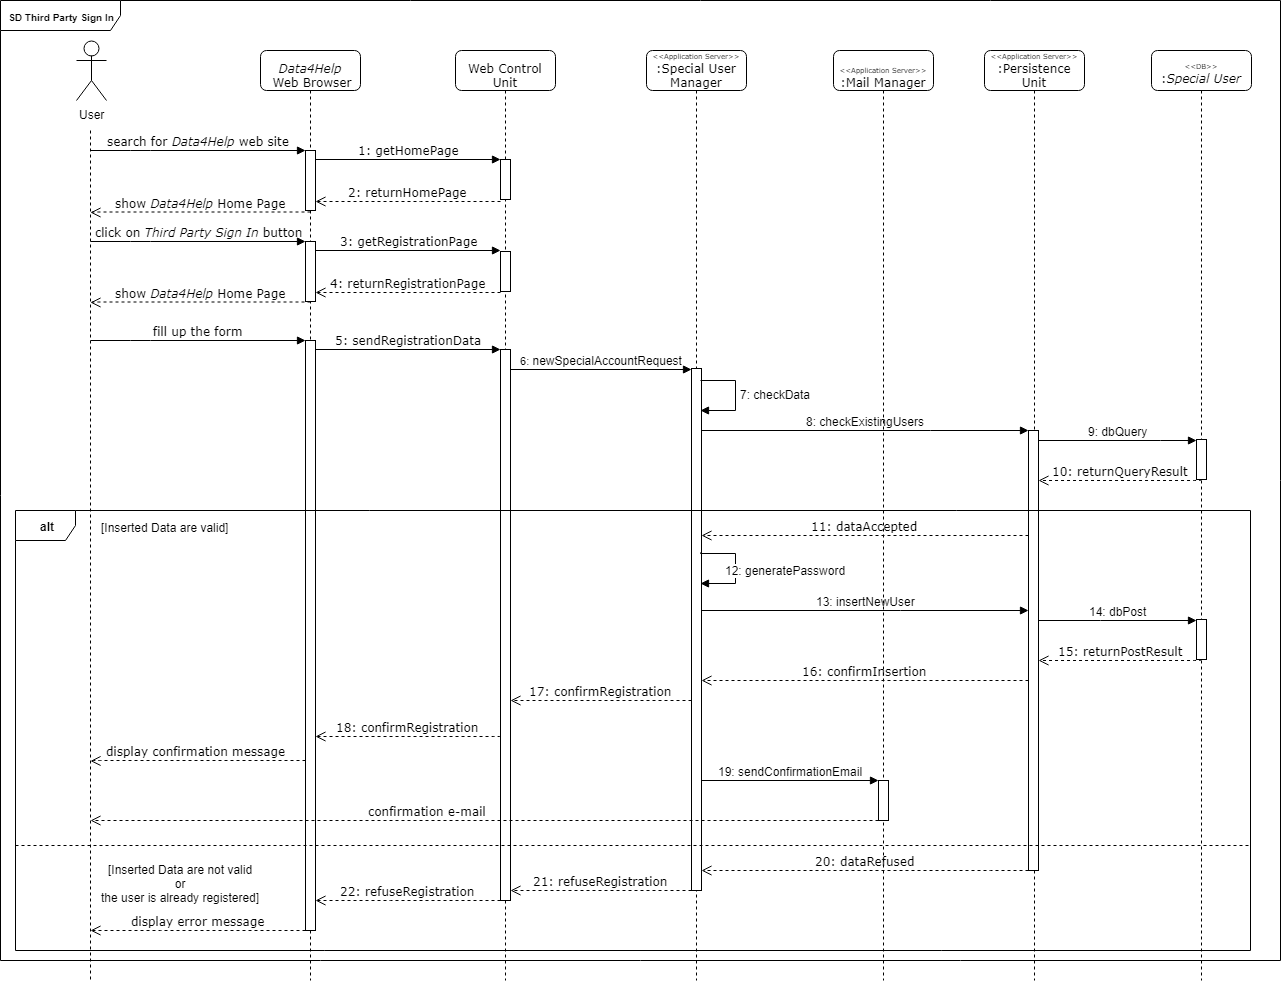 SD Third Party Sign In
User
Data4Help
Web Browser
Web Control
Unit
<<Application Server>>
:Special User
Manager
<<Application Server>>
:Mail Manager
<<Application Server>>
:Persistence
Unit
<<DB>>
:Special User
search for Data4Help web site
1: getHomePage
2: returnHomePage
show Data4Help Home Page
click on Third Party Sign In button
3: getRegistrationPage
4: returnRegistrationPage
show Data4Help Home Page
fill up the form
5: sendRegistrationData
6: newSpecialAccountRequest
7: checkData
8: checkExistingUsers
9: dbQuery
10: returnQueryResult
alt
[Inserted Data are valid]
11: dataAccepted
12: generatePassword
13: insertNewUser
14: dbPost
15: returnPostResult
16: confirmInsertion
17: confirmRegistration
18: confirmRegistration
display confirmation message
19: sendConfirmationEmail
confirmation e-mail
[Inserted Data are not valid
or
the user is already registered]
20: dataRefused
21: refuseRegistration
22: refuseRegistration
display error message